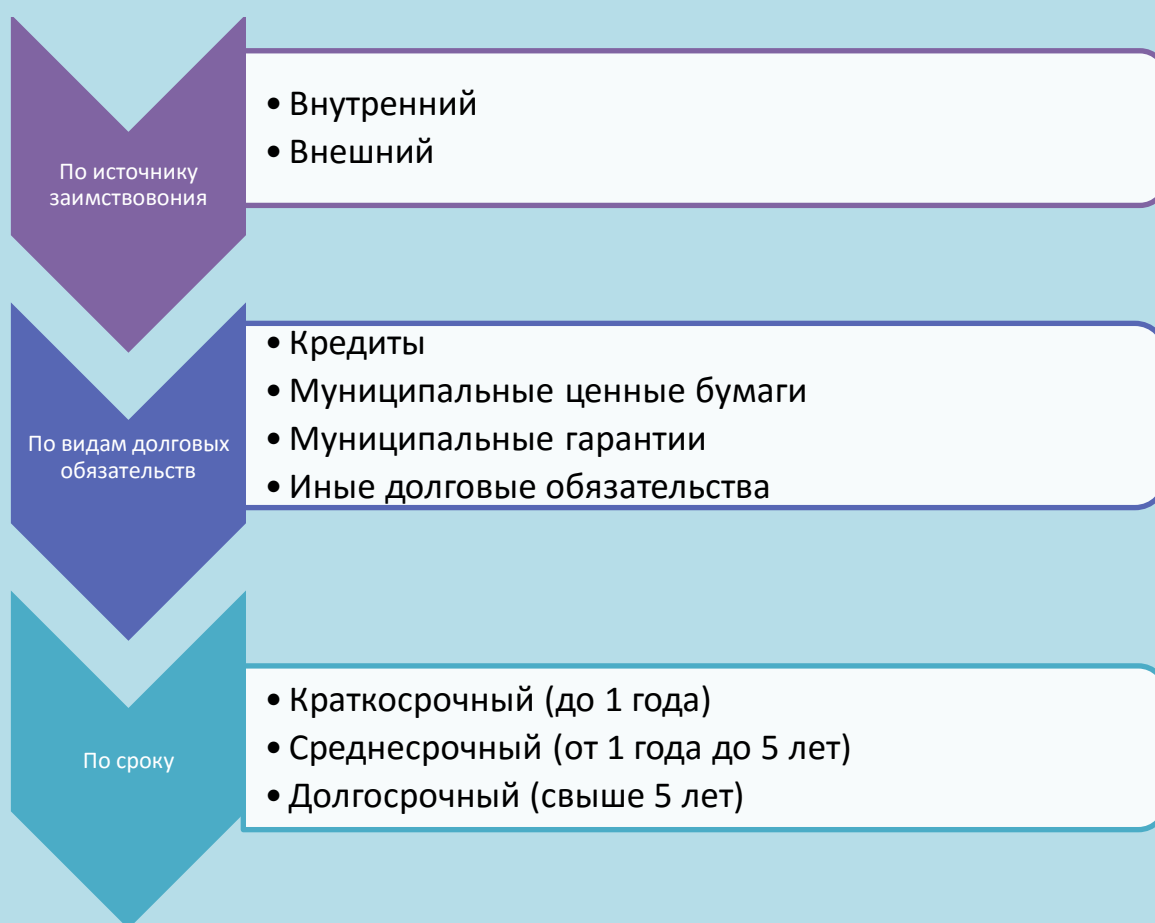 По источнику
заимствовония
• Внутренний
• Внешний
По видам долговых
обязательств
• Кредиты
• Муниципальные ценные бумаги
• Муниципальные гарантии
• Иные долговые обязательства
По сроку
• Краткосрочный (до 1 года)
• Среднесрочный (от 1 года до 5 лет)
• Долгосрочный (свыше 5 лет)